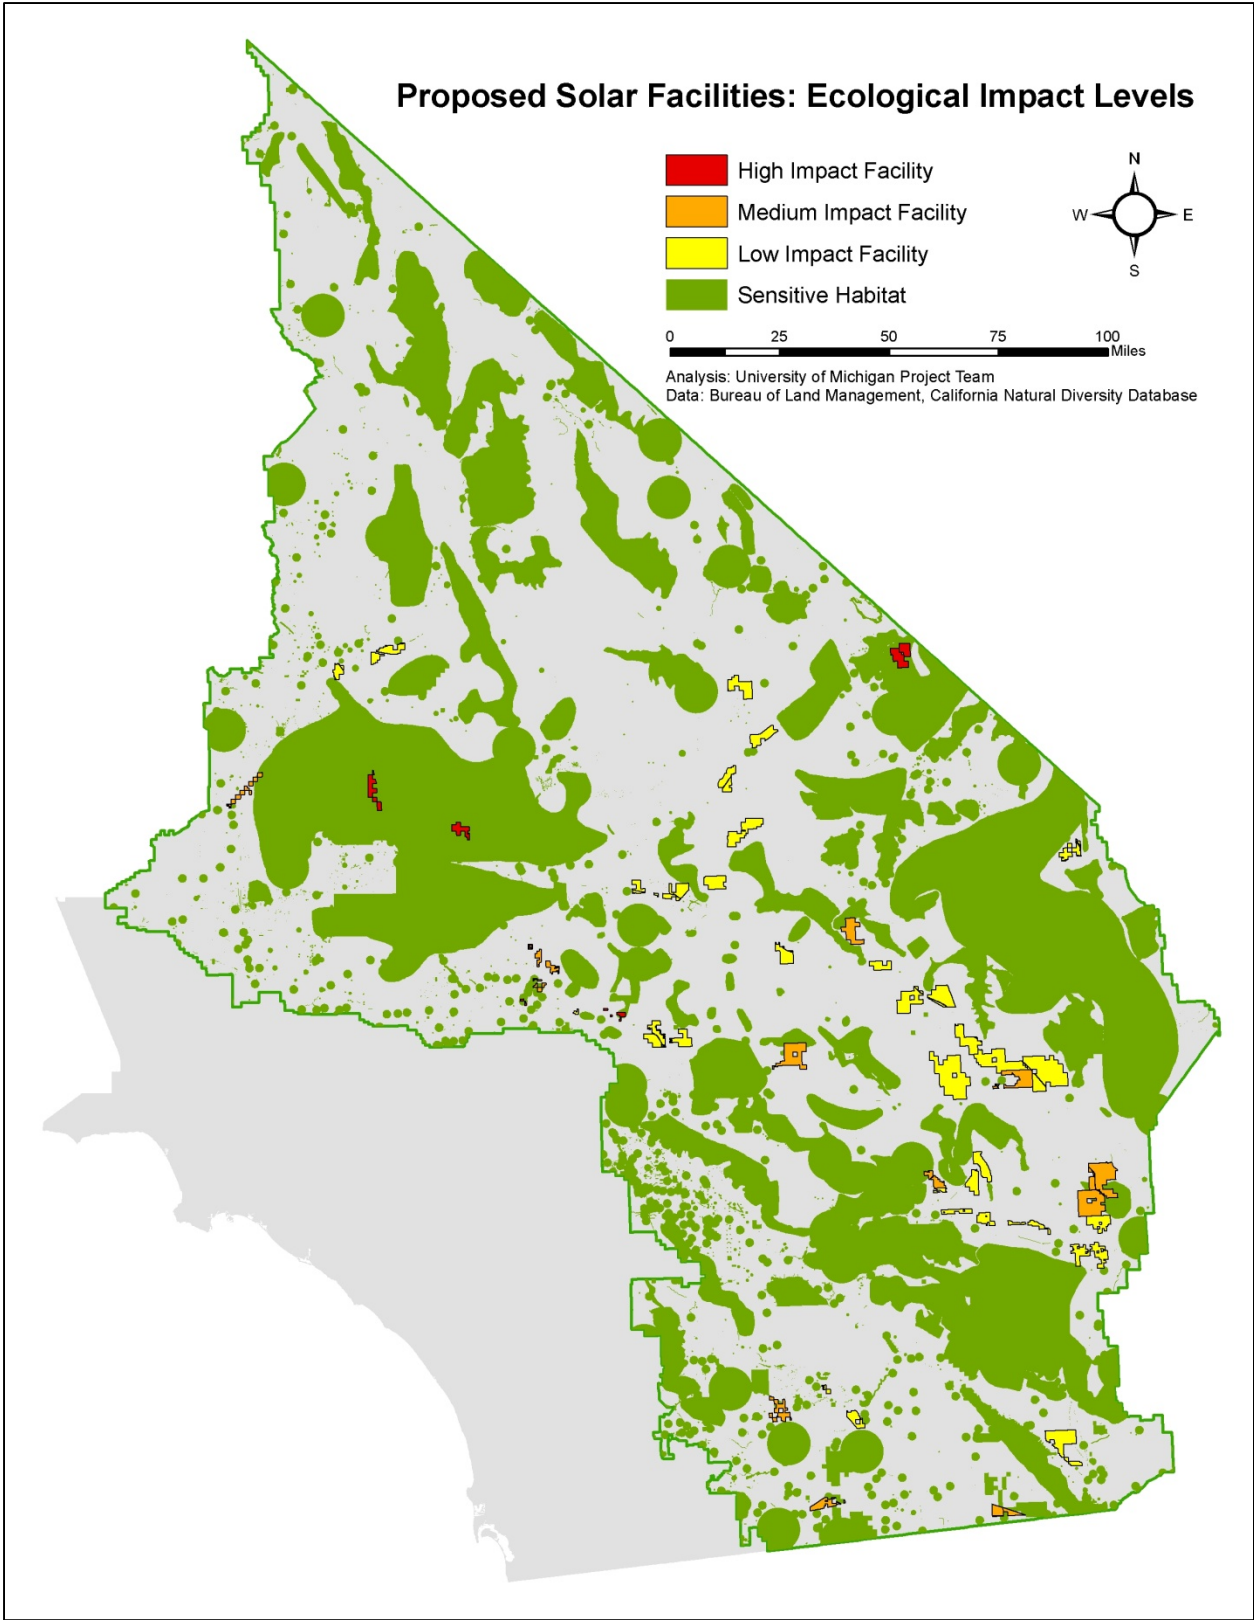 Proposed Solar Facilities: Ecological Impact Levels
High Impact Facility
Medium Impact Facility
Low Impact Facility
Sensitive Habitat
N
W E
S
0 25 50 75 100
Miles
Analysis: University of Michigan Project Team
Data: Bureau of Land Management, California Natural Diversity Database